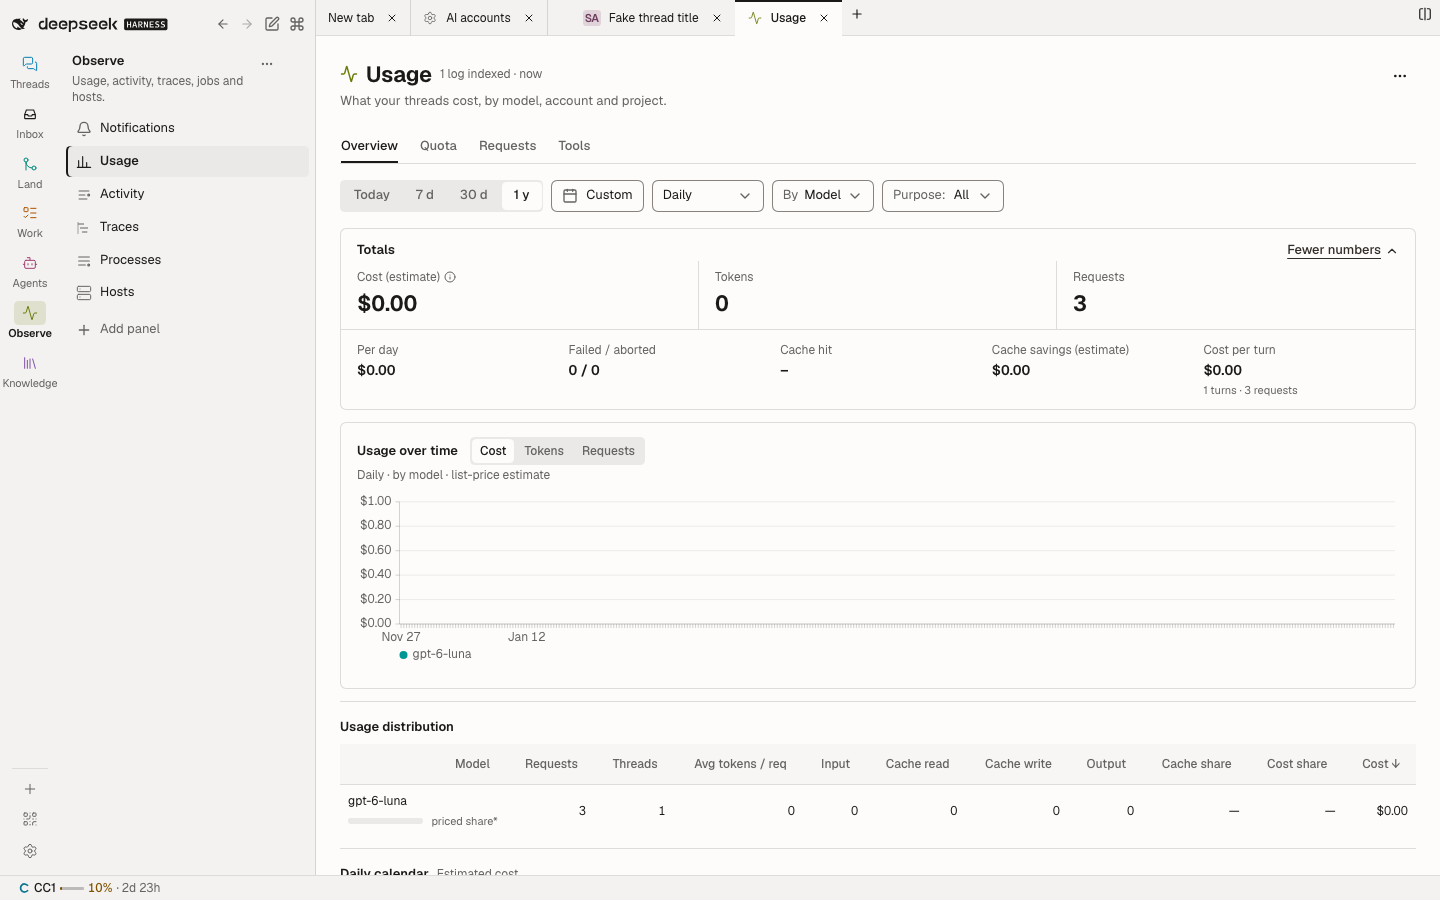 deepseek HARNESS
New tab
AI accounts
SA Fake thread title
Usage
Threads
Inbox
Land
Work
Agents
Observe
Knowledge
Observe
Usage, activity, traces, jobs and
hosts.
Notifications
Usage
Activity
Traces
Processes
Hosts
Add panel
Usage 1 log indexed · now
What your threads cost, by model, account and project.
Overview Quota Requests Tools
Today 7 d 30 d 1 y Custom Daily By Model Purpose: All
Totals Fewer numbers
Cost (estimate) Tokens Requests
$0.00 0 3
Per day Failed / aborted Cache hit Cache savings (estimate) Cost per turn
$0.00 0 / 0 – $0.00 $0.00
1 turns · 3 requests
Usage over time Cost Tokens Requests
Daily · by model · list-price estimate
$1.00
$0.80
$0.60
$0.40
$0.20
$0.00
Nov 27 Jan 12
gpt-6-luna
Usage distribution
Model Requests Threads Avg tokens / req Input Cache read Cache write Output Cache share Cost share Cost ↓
gpt-6-luna 3 1 0 0 0 0 0 — — $0.00
priced share*
Daily calendar Estimated cost
C CC1 10% · 2d 23h